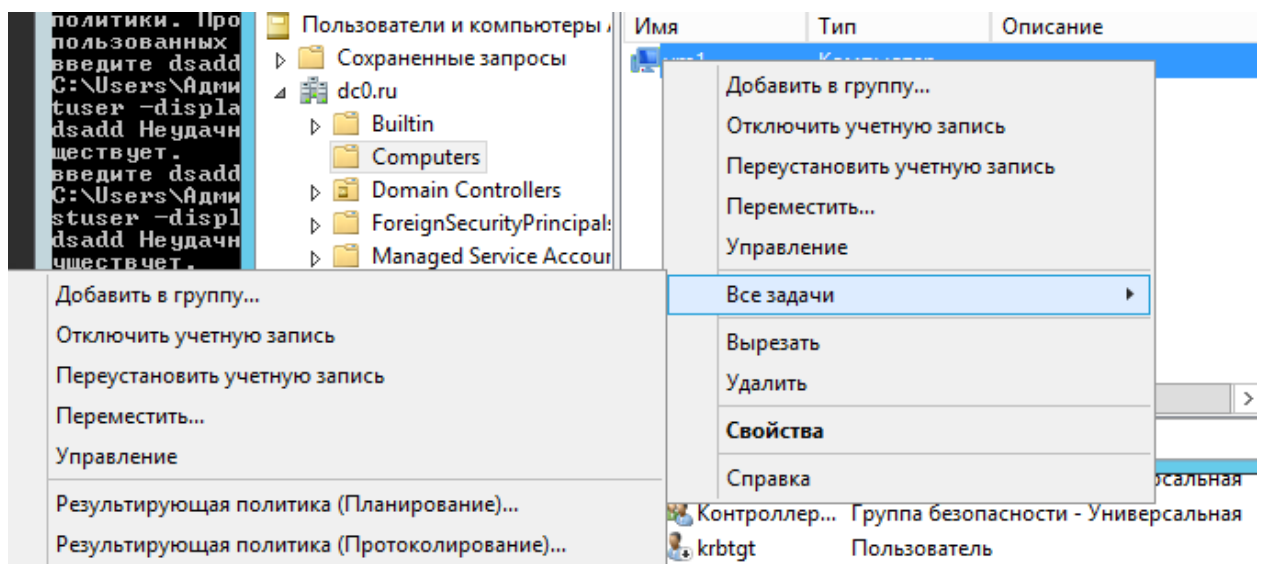 политики. Про
пользованных
введите dsadd
C:\Users\Адми
tuser -displa
dsadd Неудачн
ществует.
введите dsadd
C:\Users\Адми
stuser -displ
dsadd Неудачн
уществует.
Пользователи и компьютеры
Сохраненные запросы
dc0.ru
Builtin
Computers
Domain Controllers
ForeignSecurityPrincipals
Managed Service Accour
Имя Тип Описание
Добавить в группу...
Отключить учетную запись
Переустановить учетную запись
Переместить...
Управление
Все задачи
Вырезать
Удалить
Свойства
Справка
Добавить в группу...
Отключить учетную запись
Переустановить учетную запись
Переместить...
Управление
Результирующая политика (Планирование)...
Результирующая политика (Протоколирование)...
рсальная
Контроллер... Группа безопасности - Универсальная
krbtgt Пользователь